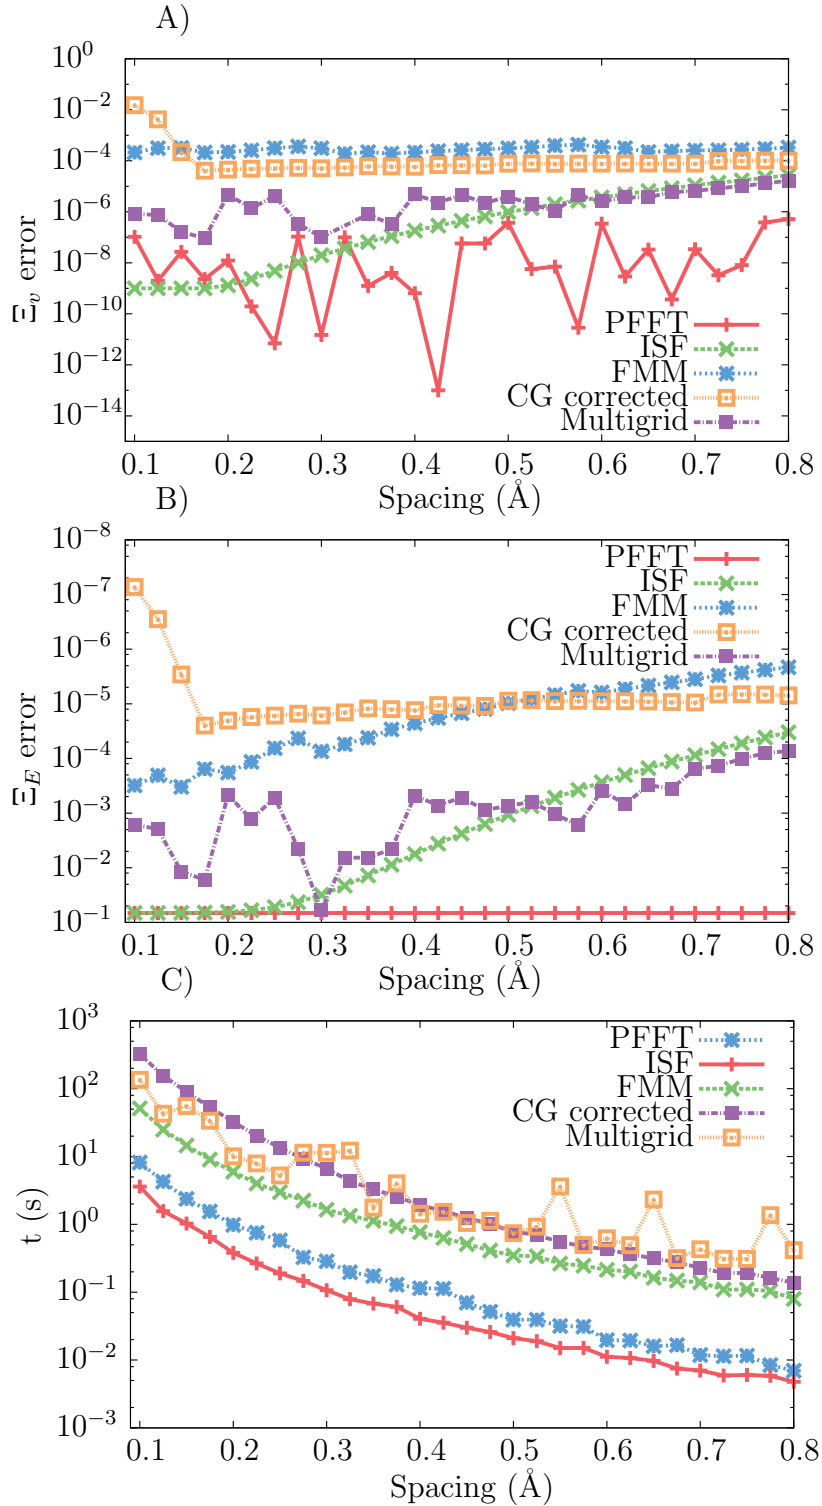 A)
10^0
10^-2
10^-4
10^-6
10^-8
10^-10
10^-12
10^-14
Ξ_v error
PFFT
ISF
FMM
CG corrected
Multigrid
0.1 0.2 0.3 0.4 0.5 0.6 0.7 0.8
Spacing (Å)
B)
10^-8
10^-7
10^-6
10^-5
10^-4
10^-3
10^-2
10^-1
Ξ_E error
PFFT
ISF
FMM
CG corrected
Multigrid
0.1 0.2 0.3 0.4 0.5 0.6 0.7 0.8
Spacing (Å)
C)
10^3
10^2
10^1
10^0
10^-1
10^-2
10^-3
t (s)
PFFT
ISF
FMM
CG corrected
Multigrid
0.1 0.2 0.3 0.4 0.5 0.6 0.7 0.8
Spacing (Å)